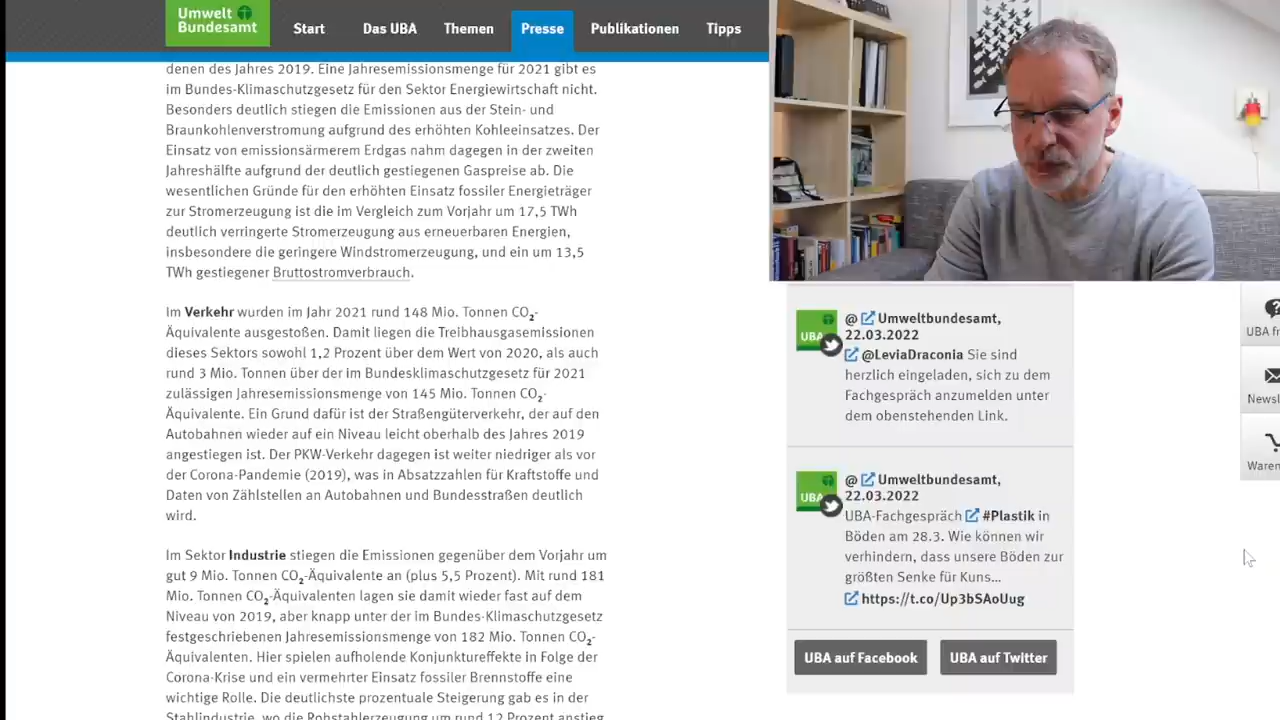 Umwelt
Bundesamt
Start
Das UBA
Themen
Presse
Publikationen
Tipps
denen des Jahres 2019. Eine Jahresemissionsmenge für 2021 gibt es
im Bundes-Klimaschutzgesetz für den Sektor Energiewirtschaft nicht.
Besonders deutlich stiegen die Emissionen aus der Stein- und
Braunkohlenverstromung aufgrund des erhöhten Kohleeinsatzes. Der
Einsatz von emissionsärmerem Erdgas nahm dagegen in der zweiten
Jahreshälfte aufgrund der deutlich gestiegenen Gaspreise ab. Die
wesentlichen Gründe für den erhöhten Einsatz fossiler Energieträger
zur Stromerzeugung ist die im Vergleich zum Vorjahr um 17,5 TWh
deutlich verringerte Stromerzeugung aus erneuerbaren Energien,
insbesondere die geringere Windstromerzeugung, und ein um 13,5
TWh gestiegener Bruttostromverbrauch.
Im Verkehr wurden im Jahr 2021 rund 148 Mio. Tonnen CO₂-
Äquivalente ausgestoßen. Damit liegen die Treibhausgasemissionen
dieses Sektors sowohl 1,2 Prozent über dem Wert von 2020, als auch
rund 3 Mio. Tonnen über der im Bundesklimaschutzgesetz für 2021
zulässigen Jahresemissionsmenge von 145 Mio. Tonnen CO₂-
Äquivalente. Ein Grund dafür ist der Straßengüterverkehr, der auf den
Autobahnen wieder auf ein Niveau leicht oberhalb des Jahres 2019
angestiegen ist. Der PKW-Verkehr dagegen ist weiter niedriger als vor
der Corona-Pandemie (2019), was in Absatzzahlen für Kraftstoffe und
Daten von Zählstellen an Autobahnen und Bundesstraßen deutlich
wird.
Im Sektor Industrie stiegen die Emissionen gegenüber dem Vorjahr um
gut 9 Mio. Tonnen CO₂-Äquivalente an (plus 5,5 Prozent). Mit rund 181
Mio. Tonnen CO₂-Äquivalenten lagen sie damit wieder fast auf dem
Niveau von 2019, aber knapp unter der im Bundes-Klimaschutzgesetz
festgeschriebenen Jahresemissionsmenge von 182 Mio. Tonnen CO₂-
Äquivalenten. Hier spielen aufholende Konjunktureffekte in Folge der
Corona-Krise und ein vermehrter Einsatz fossiler Brennstoffe eine
wichtige Rolle. Die deutlichste prozentuale Steigerung gab es in der
Stahlindustrie, wo die Rohstahlerzeugung um rund 12 Prozent anstieg
UBA
@ Umweltbundesamt,
22.03.2022
@LeviaDraconia Sie sind
herzlich eingeladen, sich zu dem
Fachgespräch anzumelden unter
dem obenstehenden Link.
UBA
@ Umweltbundesamt,
22.03.2022
UBA-Fachgespräch #Plastik in
Böden am 28.3. Wie können wir
verhindern, dass unsere Böden zur
größten Senke für Kuns...
https://t.co/Up3bSAoUug
UBA auf Facebook
UBA auf Twitter
UBA fr
Newsl
Waren